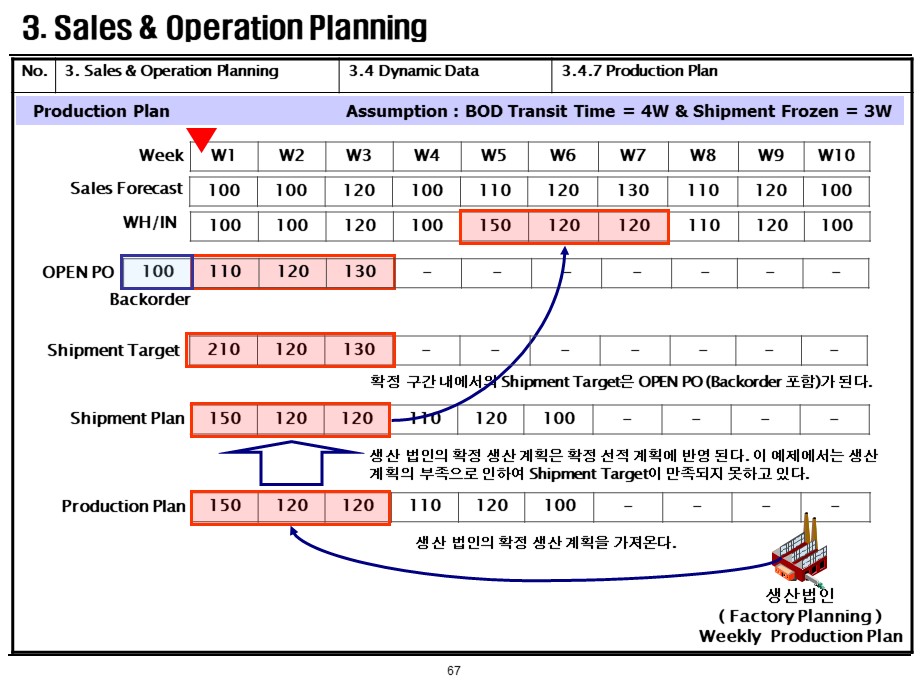 3. Sales & Operation Planning
No. 3. Sales & Operation Planning 3.4 Dynamic Data 3.4.7 Production Plan
Production Plan Assumption : BOD Transit Time = 4W & Shipment Frozen = 3W
Week W1 W2 W3 W4 W5 W6 W7 W8 W9 W10
Sales Forecast 100 100 120 100 110 120 130 110 120 100
WH/IN 100 100 120 100 150 120 120 110 120 100
OPEN PO 100 110 120 130 – – – – – – –
Backorder
Shipment Target 210 120 130 – – – – – – –
확정 구간 내에서의 Shipment Target은 OPEN PO (Backorder 포함)가 된다.
Shipment Plan 150 120 120 110 120 100 – – – –
생산 법인의 확정 생산 계획은 확정 선적 계획에 반영 된다. 이 예제에서는 생산
계획의 부족으로 인하여 Shipment Target이 만족되지 못하고 있다.
Production Plan 150 120 120 110 120 100 – – – –
생산 법인의 확정 생산 계획을 가져온다.
생산법인
( Factory Planning )
Weekly Production Plan
67